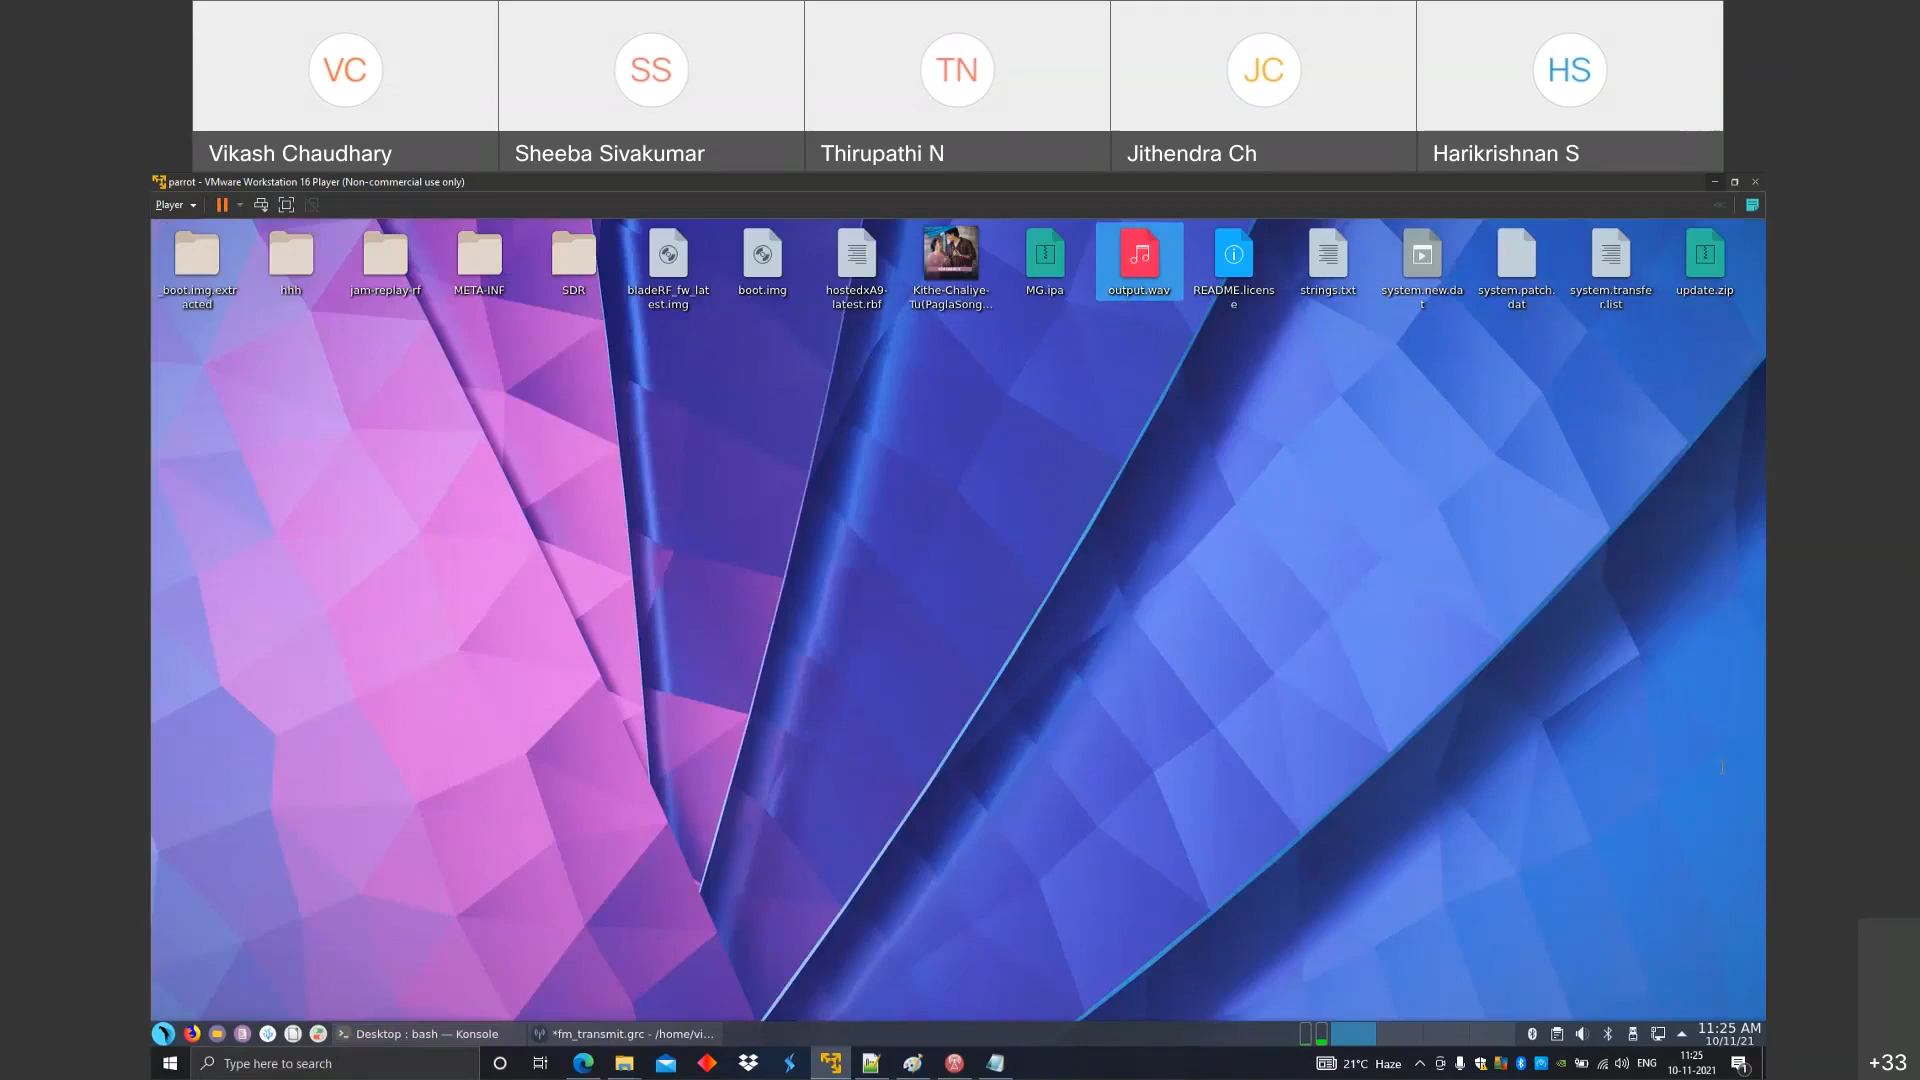 VC
SS
TN
JC
HS
Vikash Chaudhary
Sheeba Sivakumar
Thirupathi N
Jithendra Ch
Harikrishnan S
parrot - VMware Workstation 16 Player (Non-commercial use only)
Player
_boot.img.extr
acted
hhh
jam-replay-rf
META-INF
SDR
bladeRF_fw_lat
est.img
boot.img
hostedxA9-
latest.rbf
Kithe-Chaliye-
Tu(PaglaSong...
MG.ipa
output.wav
README.licens
e
strings.txt
system.new.da
t
system.patch.
dat
system.transfe
r.list
update.zip
Desktop : bash — Konsole
*fm_transmit.grc - /home/vi...
11:25 AM
10/11/21
Type here to search
21°C Haze
ENG
11:25
10-11-2021
1
+33